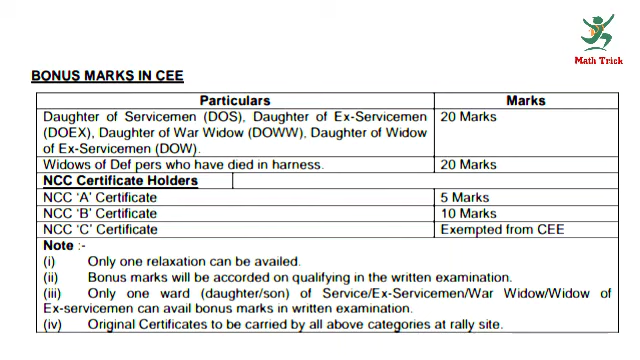 Math Trick
BONUS MARKS IN CEE
Particulars Marks
Daughter of Servicemen (DOS), Daughter of Ex-Servicemen 20 Marks
(DOEX), Daughter of War Widow (DOWW), Daughter of Widow
of Ex-Servicemen (DOW).
Widows of Def pers who have died in harness. 20 Marks
NCC Certificate Holders
NCC ‘A’ Certificate 5 Marks
NCC ‘B’ Certificate 10 Marks
NCC ‘C’ Certificate Exempted from CEE
Note :-
(i) Only one relaxation can be availed.
(ii) Bonus marks will be accorded on qualifying in the written examination.
(iii) Only one ward (daughter/son) of Service/Ex-Servicemen/War Widow/Widow of
Ex-servicemen can avail bonus marks in written examination.
(iv) Original Certificates to be carried by all above categories at rally site.